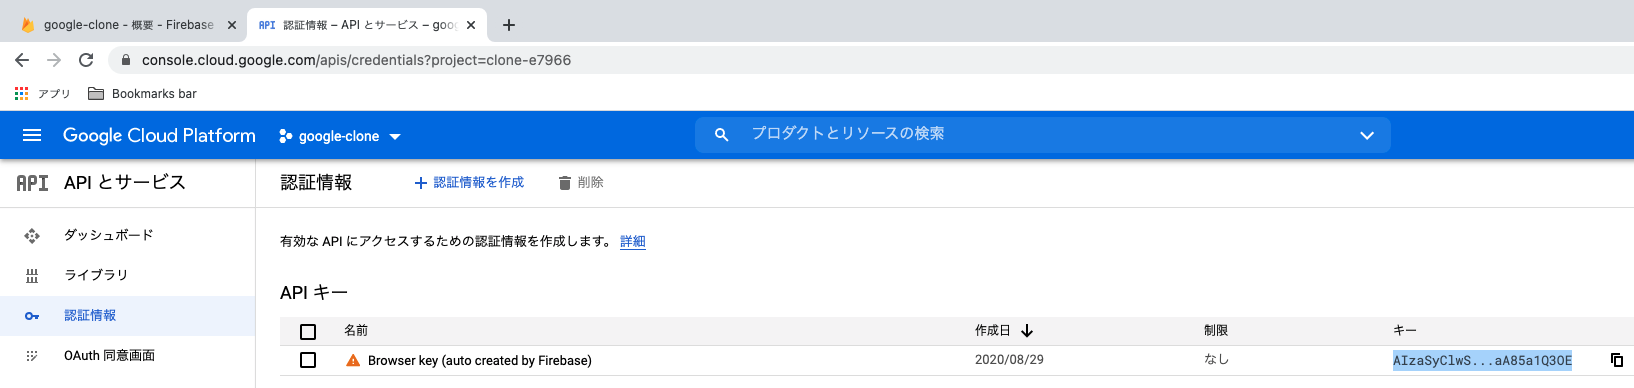 google-clone - 概要 - Firebase
API 認証情報 – API とサービス – goog
console.cloud.google.com/apis/credentials?project=clone-e7966
アプリ Bookmarks bar
Google Cloud Platform google-clone プロダクトとリソースの検索
API API とサービス 認証情報 認証情報を作成 削除
ダッシュボード
ライブラリ
認証情報
OAuth 同意画面
有効な API にアクセスするための認証情報を作成します。 詳細
API キー
名前 作成日 制限 キー
Browser key (auto created by Firebase) 2020/08/29 なし AIzaSyClwS...aA85a1Q3OE